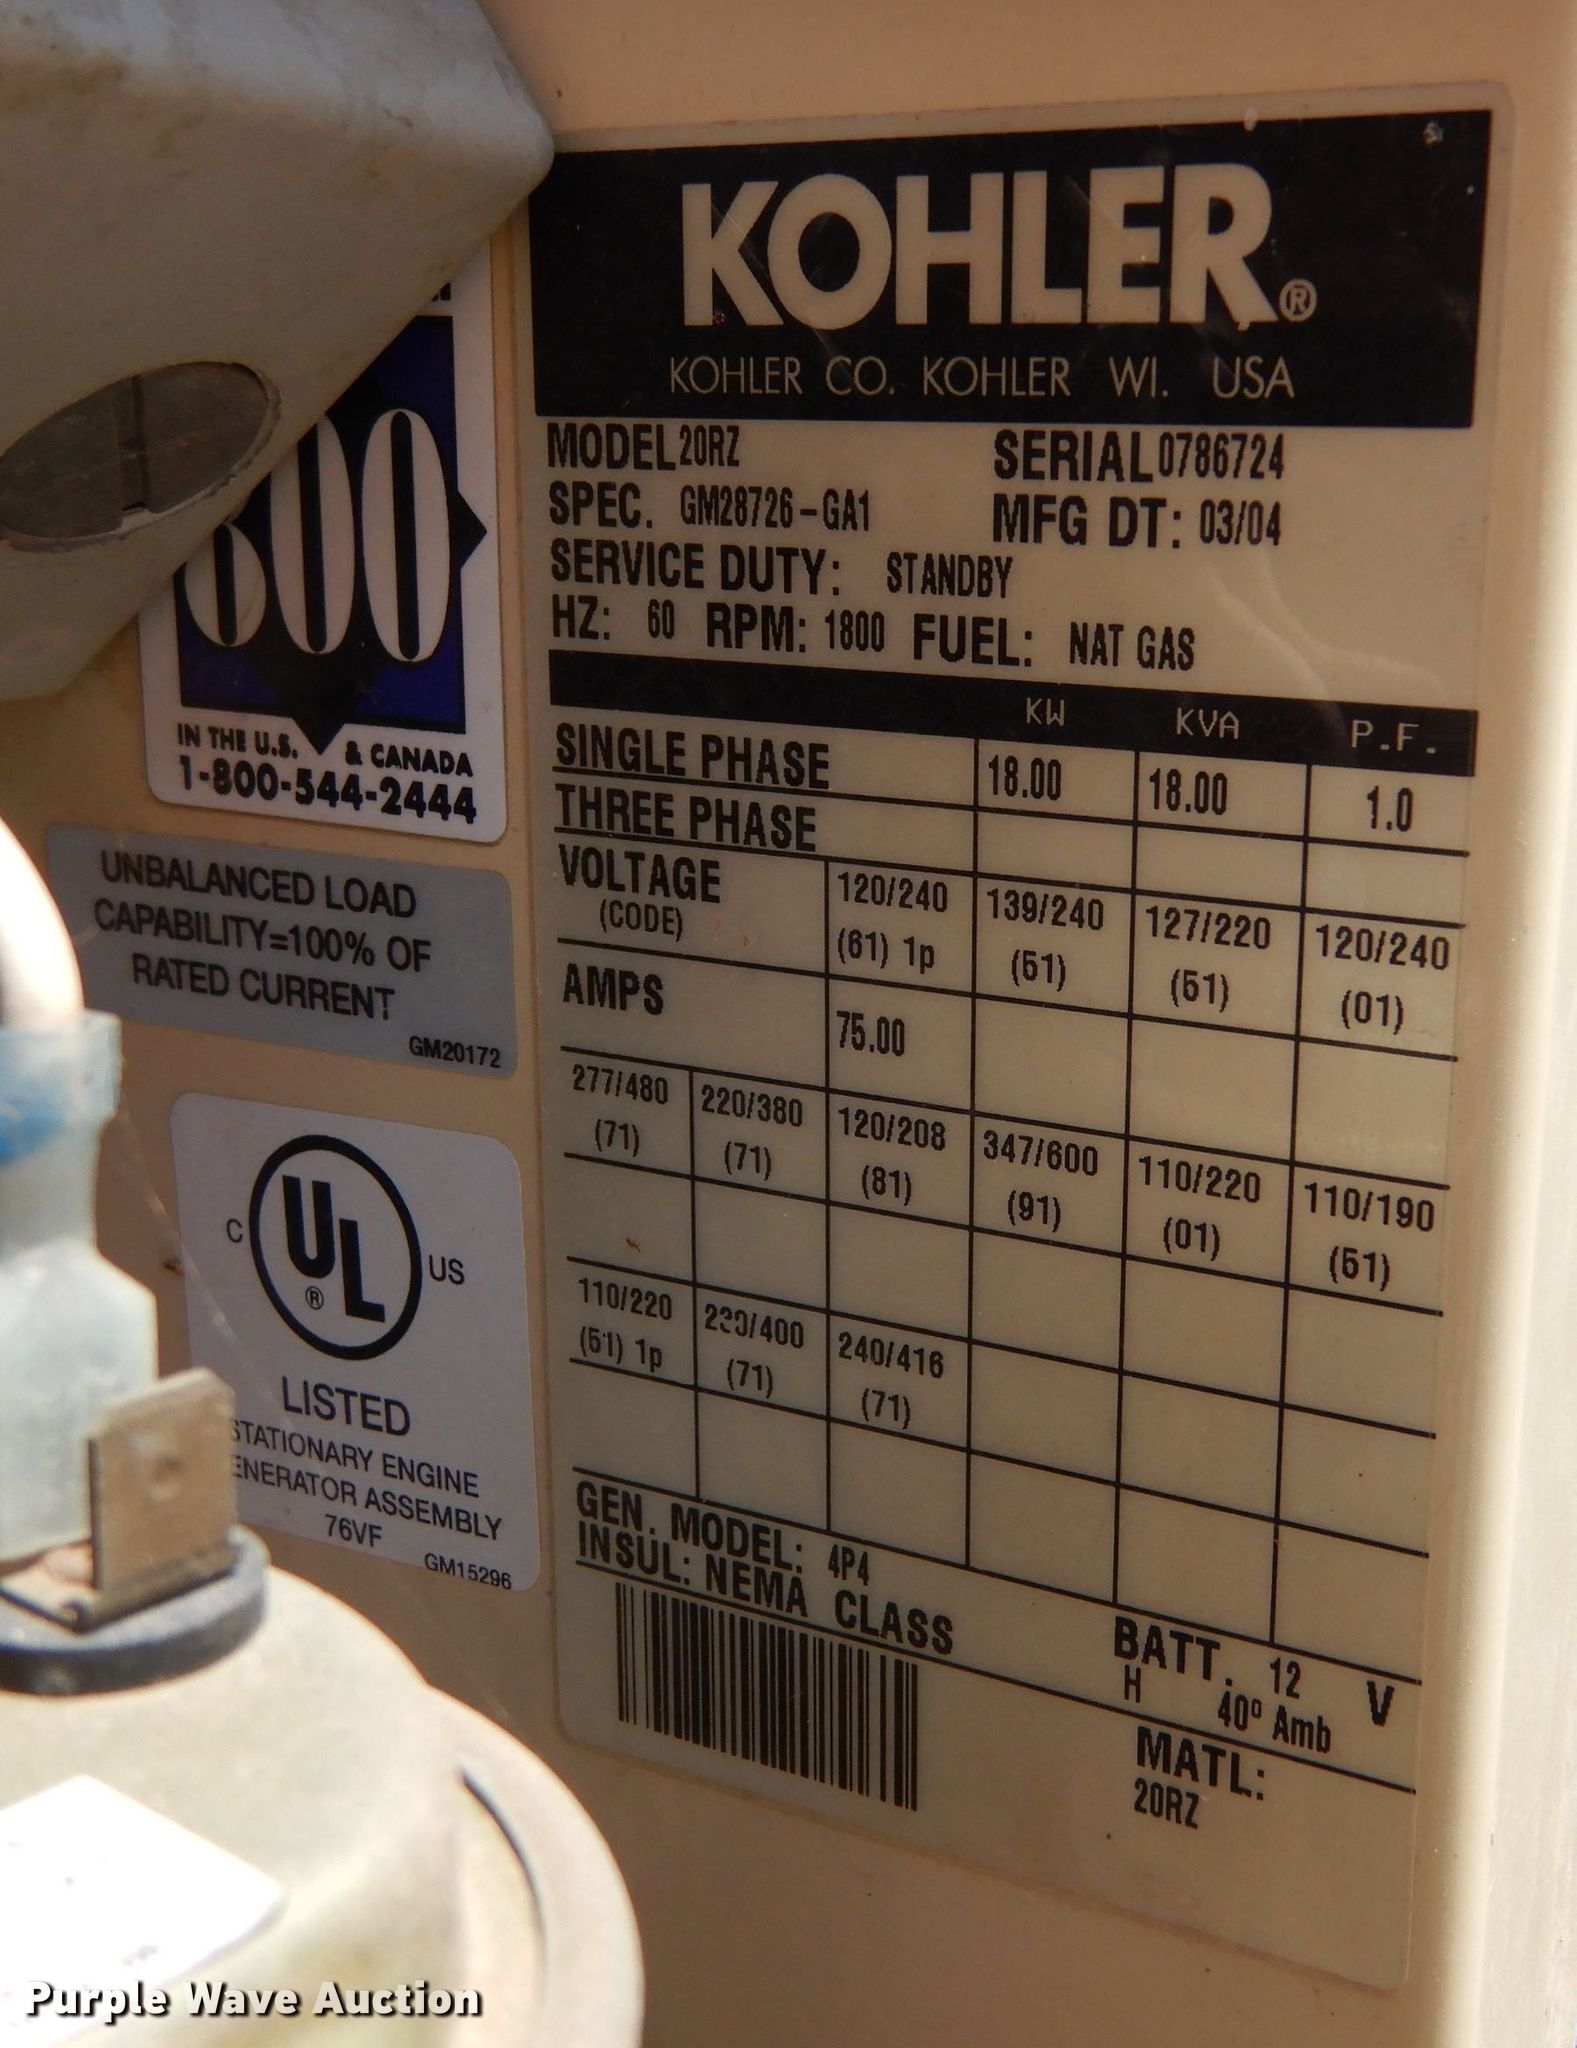 KOHLER®
KOHLER CO. KOHLER WI. USA
MODEL 20RZ SERIAL 0786724
SPEC. GM28726-GA1 MFG DT: 03/04
SERVICE DUTY: STANDBY
HZ: 60 RPM: 1800 FUEL: NAT GAS
KW KVA P.F.
SINGLE PHASE 18.00 18.00 1.0
THREE PHASE
VOLTAGE 120/240 139/240 127/220 120/240
(CODE) (61) 1p (51) (61) (01)
AMPS 75.00
277/480 220/380 120/208 347/600 110/220 110/190
(71) (71) (81) (91) (01) (61)
110/220 230/400 240/416
(51) 1p (71) (71)
GEN. MODEL: 4P4 BATT. 12 V
INSUL: NEMA CLASS H 40º Amb
MATL:
20RZ
800
IN THE U.S. & CANADA
1-800-544-2444
UNBALANCED LOAD
CAPABILITY=100% OF
RATED CURRENT
GM20172
C UL® US
LISTED
STATIONARY ENGINE
GENERATOR ASSEMBLY
76VF
GM15296
Purple Wave Auction